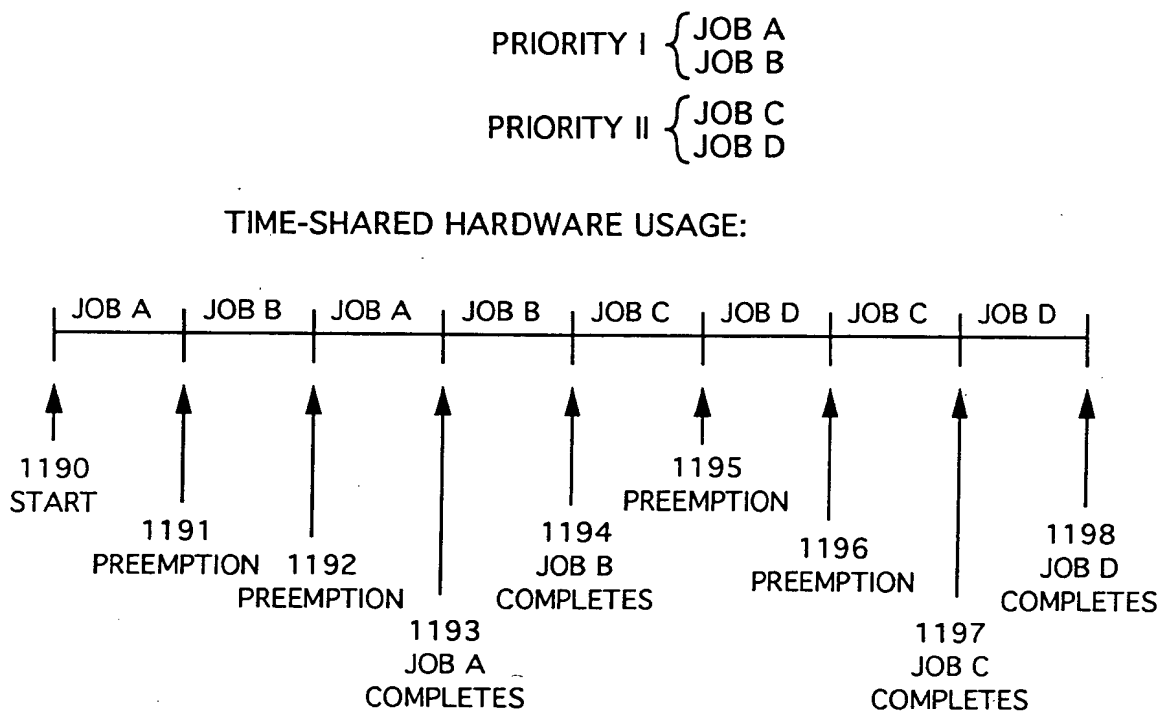 PRIORITY I { JOB A
JOB B
PRIORITY II { JOB C
JOB D
TIME-SHARED HARDWARE USAGE:
JOB A JOB B JOB A JOB B JOB C JOB D JOB C JOB D
1190
START
1191
PREEMPTION
1192
PREEMPTION
1193
JOB A
COMPLETES
1194
JOB B
COMPLETES
1195
PREEMPTION
1196
PREEMPTION
1197
JOB C
COMPLETES
1198
JOB D
COMPLETES